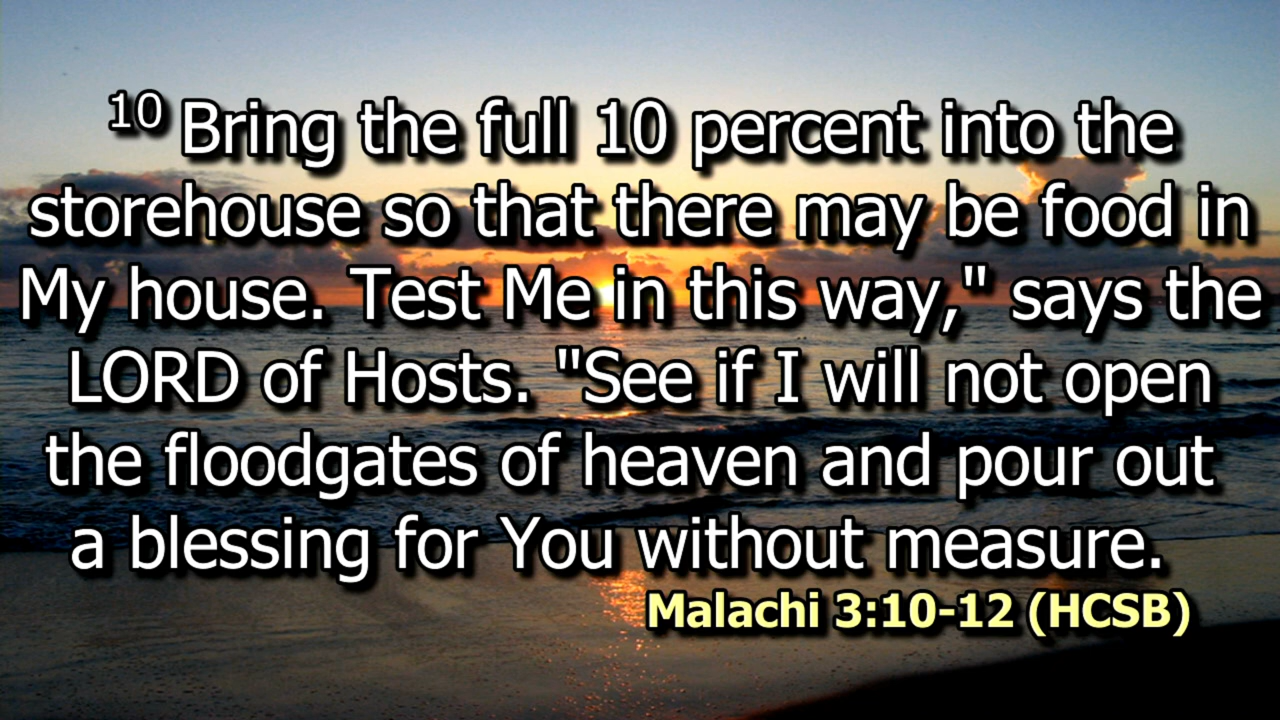 10 Bring the full 10 percent into the
storehouse so that there may be food in
My house. Test Me in this way," says the
LORD of Hosts. "See if I will not open
the floodgates of heaven and pour out
a blessing for You without measure.
Malachi 3:10-12 (HCSB)